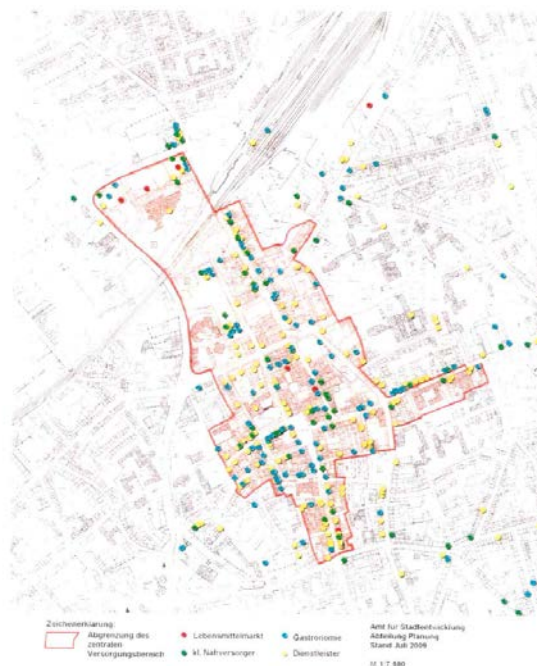 Zeichenerklärung:
Abgrenzung des
zentralen
Versorgungsbereich
Lebensmittelmarkt
kl. Nahversorger
Gastronomie
Dienstleister
Amt für Stadtentwicklung
Abteilung Planung
Stand Juli 2009